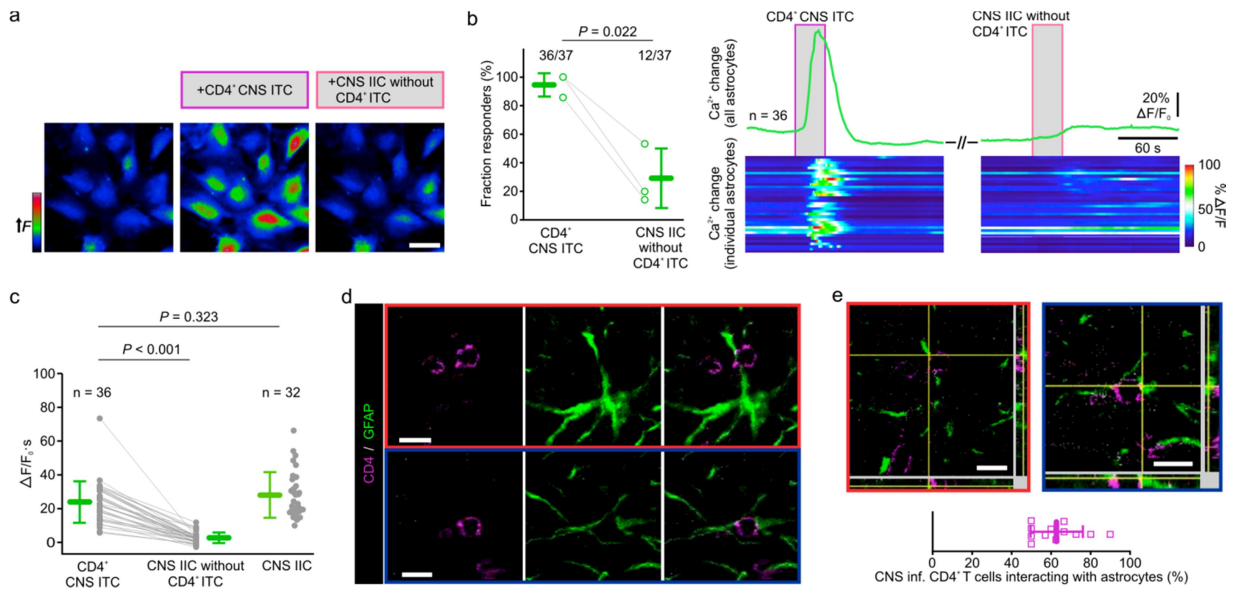 a
+CD4⁺ CNS ITC
+CNS IIC without
CD4⁺ ITC
↑F
b
P = 0.022
36/37
12/37
Fraction responders (%)
100
80
60
40
20
0
CD4⁺
CNS ITC
CNS IIC
without
CD4⁺ ITC
CD4⁺ CNS ITC
CNS IIC without
CD4⁺ ITC
Ca²⁺ change
(all astrocytes)
n = 36
20%
ΔF/F₀
60 s
Ca²⁺ change
(individual astrocytes)
100
50
0
% ΔF/F
c
P = 0.323
P < 0.001
n = 36
n = 32
ΔF/F₀·s
100
80
60
40
20
0
CD4⁺
CNS ITC
CNS IIC without
CD4⁺ ITC
CNS IIC
d
CD4 / GFAP
e
0
20
40
60
80
100
CNS inf. CD4⁺ T cells interacting with astrocytes (%)